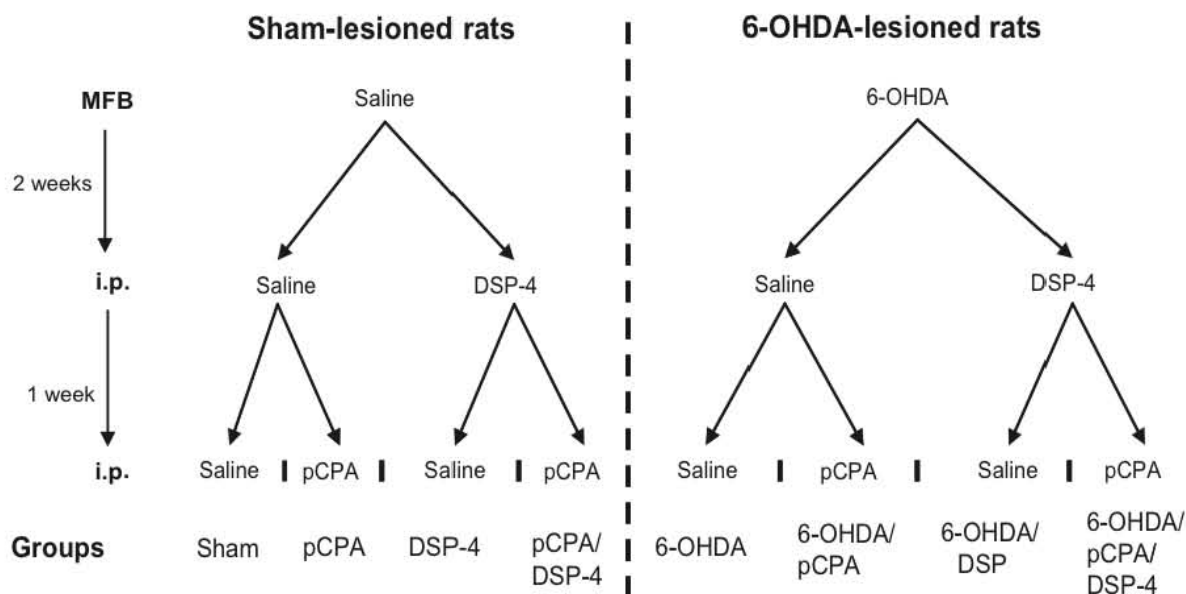 Sham-lesioned rats
6-OHDA-lesioned rats
MFB
Saline
6-OHDA
2 weeks
i.p.
Saline
DSP-4
Saline
DSP-4
1 week
i.p.
Saline
pCPA
Saline
pCPA
Saline
pCPA
Saline
pCPA
Groups
Sham
pCPA
DSP-4
pCPA/
DSP-4
6-OHDA
6-OHDA/
pCPA
6-OHDA/
DSP
6-OHDA/
pCPA/
DSP-4